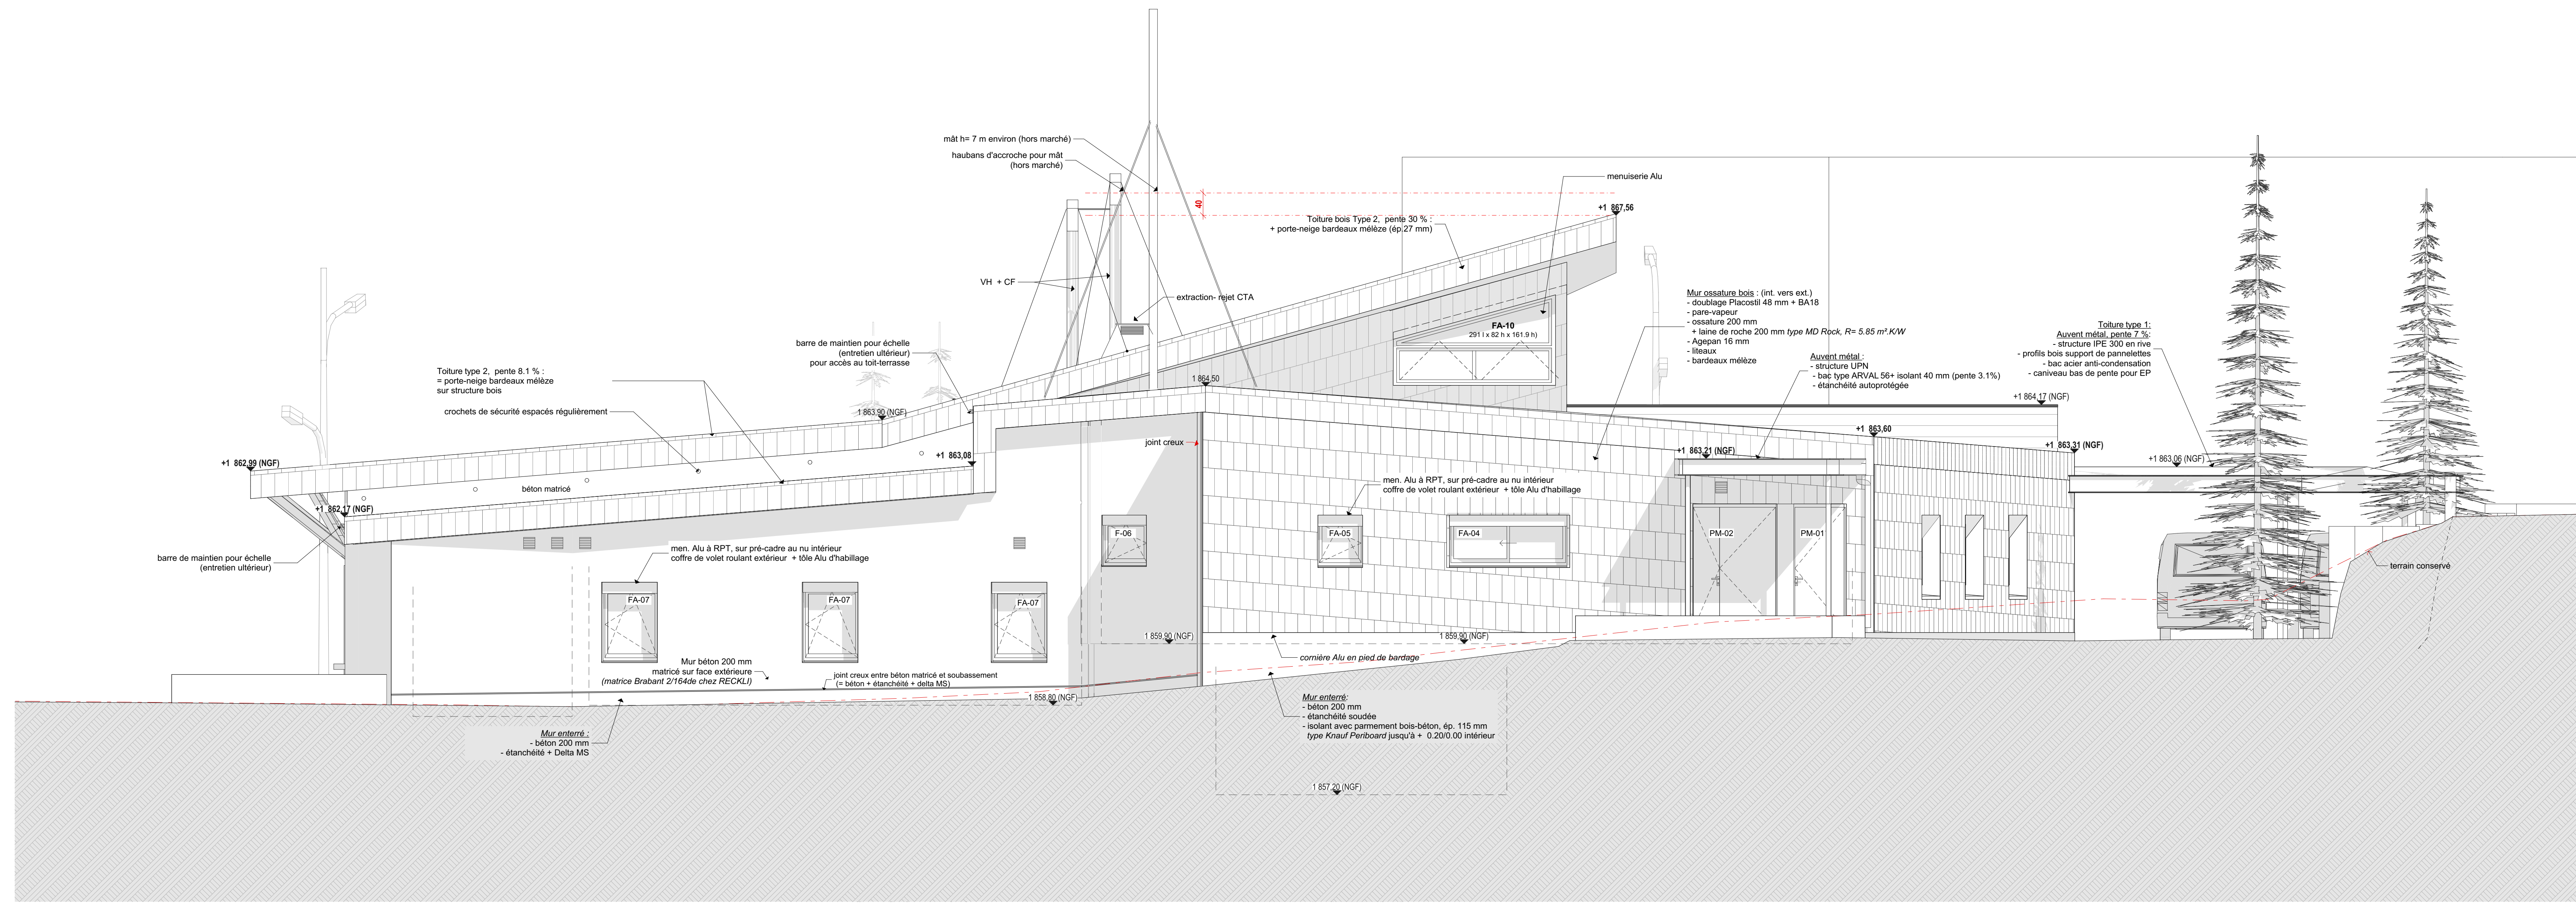 mât h= 7 m environ (hors marché)
haubans d'accroche pour mât
(hors marché)
40
menuiserie Alu
+1 867,56
Toiture bois Type 2, pente 30 % :
+ porte-neige bardeaux mélèze (ép.27 mm)
VH + CF
extraction- rejet CTA
FA-10
291 l x 82 h x 161.9 h)
Mur ossature bois : (int. vers ext.)
- doublage Placostil 48 mm + BA18
- pare-vapeur
- ossature 200 mm
+ laine de roche 200 mm type MD Rock, R= 5.85 m².K/W
- Agepan 16 mm
- liteaux
- bardeaux mélèze
Auvent métal :
- structure UPN
- bac type ARVAL 56+ isolant 40 mm (pente 3.1%)
- étanchéité autoprotégée
Toiture type 1:
Auvent métal, pente 7 %:
- structure IPE 300 en rive
- profils bois support de pannelettes
- bac acier anti-condensation
- caniveau bas de pente pour EP
barre de maintien pour échelle
(entretien ultérieur)
pour accès au toit-terrasse
Toiture type 2, pente 8.1 % :
= porte-neige bardeaux mélèze
sur structure bois
crochets de sécurité espacés régulièrement
1 864,50
1 863,90 (NGF)
+1 864,17 (NGF)
+1 863,60
+1 863,31 (NGF)
joint creux
+1 863,21 (NGF)
+1 863,08
+1 863,06 (NGF)
+1 862,99 (NGF)
men. Alu à RPT, sur pré-cadre au nu intérieur
coffre de volet roulant extérieur + tôle Alu d'habillage
béton matricé
+1 862,17 (NGF)
F-06
FA-05
FA-04
PM-02
PM-01
barre de maintien pour échelle
(entretien ultérieur)
men. Alu à RPT, sur pré-cadre au nu intérieur
coffre de volet roulant extérieur + tôle Alu d'habillage
terrain conservé
FA-07
FA-07
FA-07
1 859,90 (NGF)
1 859,90 (NGF)
cornière Alu en pied de bardage
Mur béton 200 mm
matricé sur face extérieure
(matrice Brabant 2/164de chez RECKLI)
joint creux entre béton matricé et soubassement
(= béton + étanchéité + delta MS)
1 858,80 (NGF)
Mur enterré:
- béton 200 mm
- étanchéité soudée
- isolant avec parmement bois-béton, ép. 115 mm
type Knauf Periboard jusqu'à + 0.20/0.00 intérieur
Mur enterré :
- béton 200 mm
- étanchéité + Delta MS
1 857,20 (NGF)